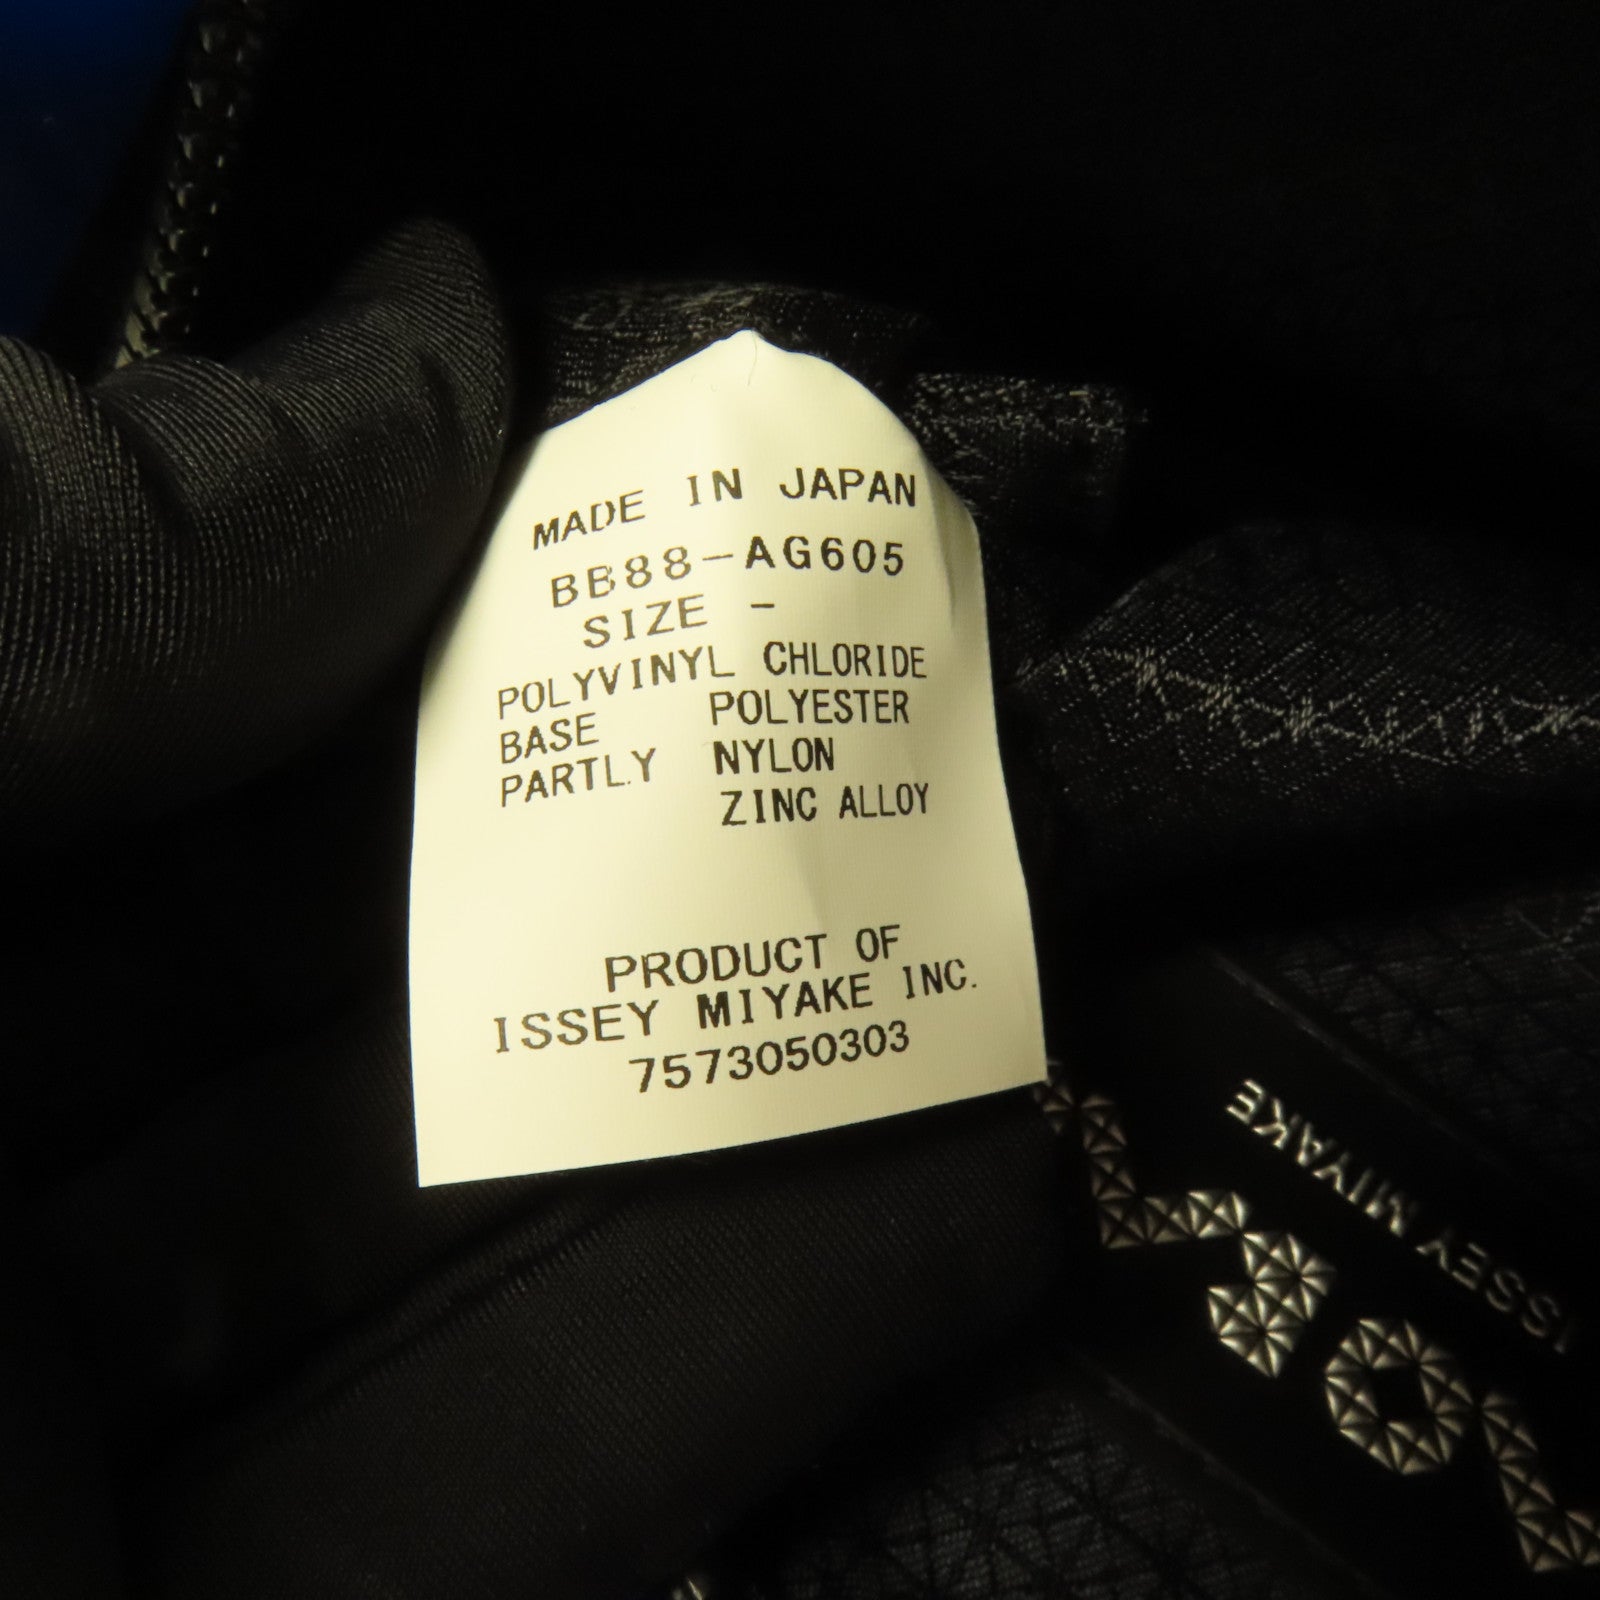 MADE IN JAPAN
BB88-AG605
SIZE -
POLYVINYL CHLORIDE
BASE POLYESTER
PARTLY NYLON
ZINC ALLOY
PRODUCT OF
ISSEY MIYAKE INC.
7573050303
ISSEY MIYAKE